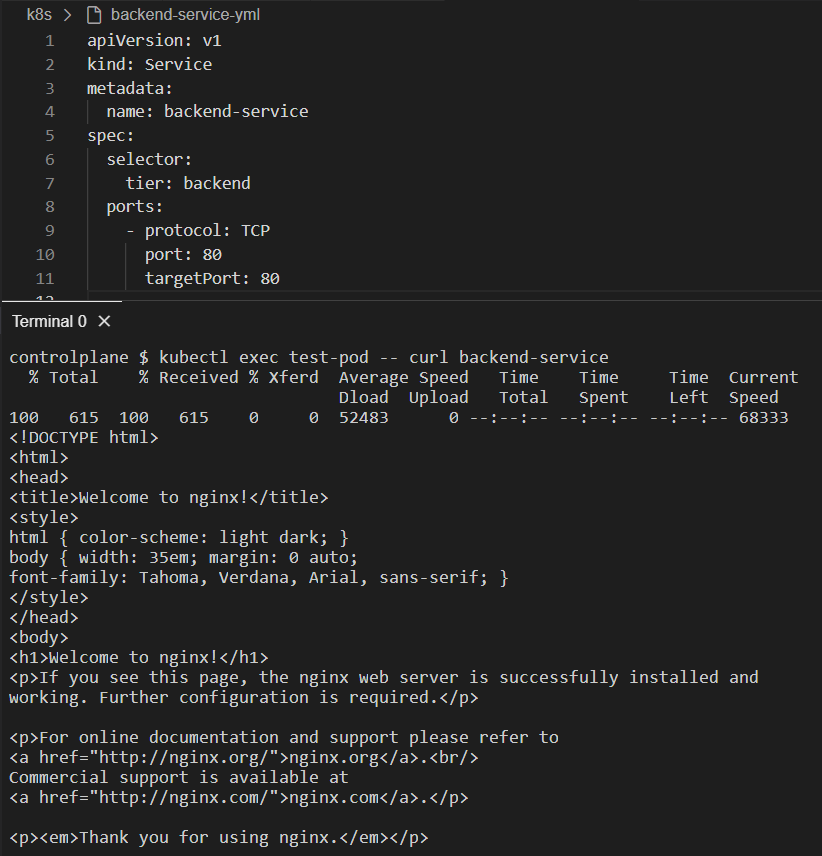 k8s > backend-service-yml
1 apiVersion: v1
2 kind: Service
3 metadata:
4   name: backend-service
5 spec:
6   selector:
7     tier: backend
8   ports:
9     - protocol: TCP
10       port: 80
11       targetPort: 80
12
Terminal 0 ×
controlplane $ kubectl exec test-pod -- curl backend-service
  % Total    % Received % Xferd  Average Speed   Time    Time     Time  Current
                                 Dload  Upload   Total   Spent    Left  Speed
100   615  100   615    0     0  52483      0 --:--:-- --:--:-- --:--:-- 68333
<!DOCTYPE html>
<html>
<head>
<title>Welcome to nginx!</title>
<style>
html { color-scheme: light dark; }
body { width: 35em; margin: 0 auto;
font-family: Tahoma, Verdana, Arial, sans-serif; }
</style>
</head>
<body>
<h1>Welcome to nginx!</h1>
<p>If you see this page, the nginx web server is successfully installed and
working. Further configuration is required.</p>

<p>For online documentation and support please refer to
<a href="http://nginx.org/">nginx.org</a>.<br/>
Commercial support is available at
<a href="http://nginx.com/">nginx.com</a>.</p>

<p><em>Thank you for using nginx.</em></p>